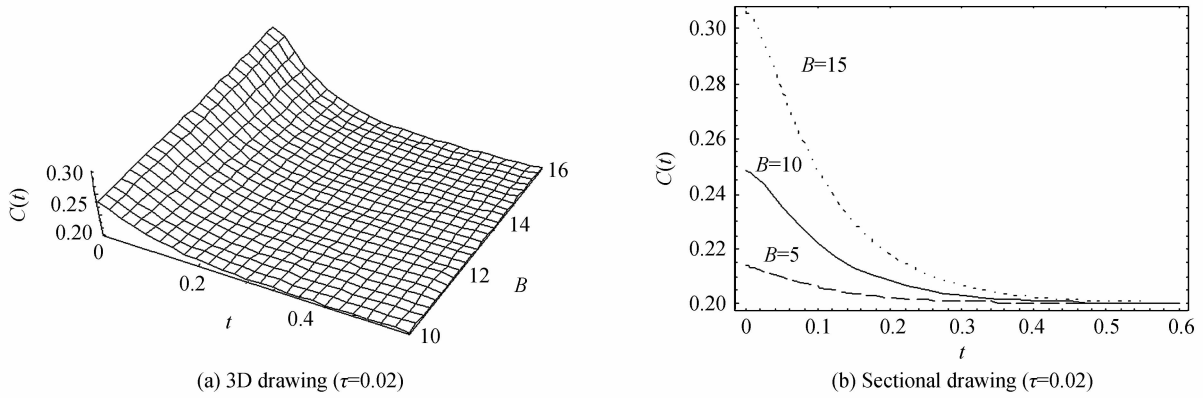 C(t)
0.30
0.25
0.20
0
0.2
0.4
t
10
12
14
16
B
(a) 3D drawing (τ=0.02)
C(t)
0.30
0.28
0.26
0.24
0.22
0.20
B=15
B=10
B=5
0
0.1
0.2
0.3
0.4
0.5
0.6
t
(b) Sectional drawing (τ=0.02)